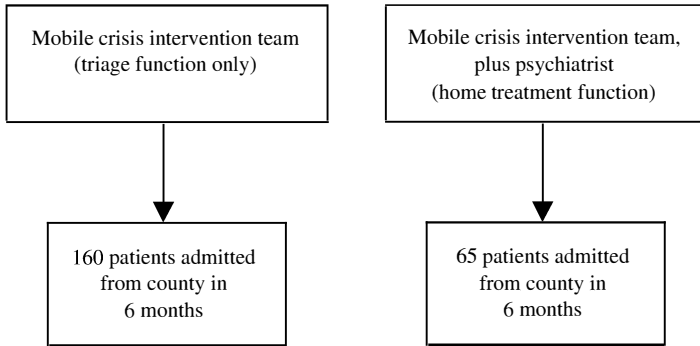 Mobile crisis intervention team
(triage function only)
Mobile crisis intervention team,
plus psychiatrist
(home treatment function)
160 patients admitted
from county in
6 months
65 patients admitted
from county in
6 months